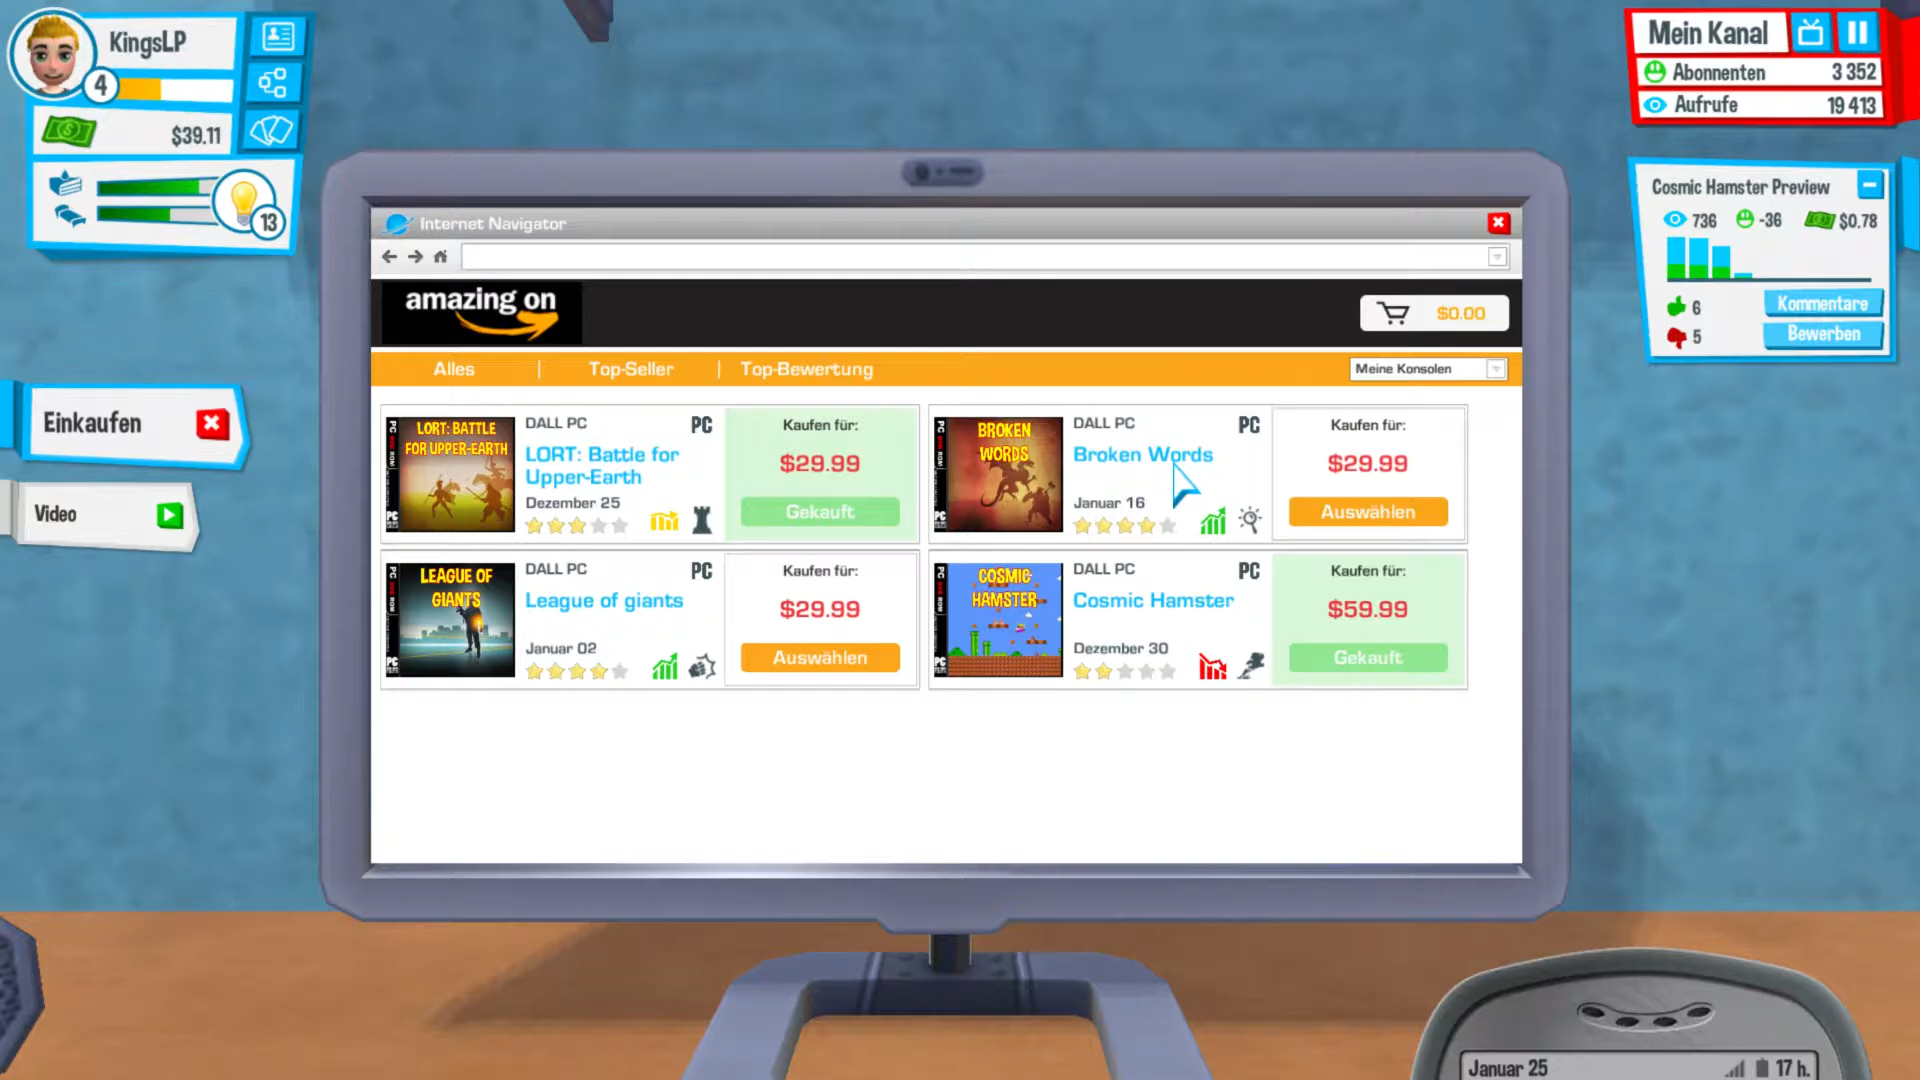 KingsLP
4
$39.11
13
Mein Kanal
Abonnenten 3 352
Aufrufe 19 413
Cosmic Hamster Preview
736 -36 $0.78
6
Kommentare
5
Bewerben
Einkaufen
Video
Internet Navigator
amazing on
$0.00
Alles | Top-Seller | Top-Bewertung
Meine Konsolen
LORT: BATTLE
FOR UPPER-EARTH
PC
DALL PC PC
LORT: Battle for
Upper-Earth
Dezember 25
Kaufen für:
$29.99
Gekauft
BROKEN
WORDS
PC
DALL PC PC
Broken Words
Januar 16
Kaufen für:
$29.99
Auswählen
LEAGUE OF
GIANTS
PC
DALL PC PC
League of giants
Januar 02
Kaufen für:
$29.99
Auswählen
COSMIC
HAMSTER
PC
DALL PC PC
Cosmic Hamster
Dezember 30
Kaufen für:
$59.99
Gekauft
Januar 25 17 h.